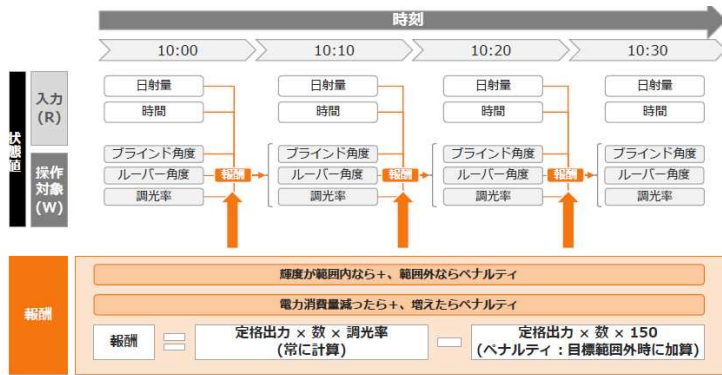 時刻
10:00
10:10
10:20
10:30
状態値
入力
(R)
日射量
日射量
日射量
日射量
時間
時間
時間
時間
操作
対象
(W)
ブラインド角度
ブラインド角度
ブラインド角度
ブラインド角度
ルーバー角度
報酬
ルーバー角度
報酬
ルーバー角度
報酬
ルーバー角度
調光率
調光率
調光率
調光率
報酬
輝度が範囲内なら+、範囲外ならペナルティ
電力消費量減ったら+、増えたらペナルティ
報酬
定格出力 × 数 × 調光率
(常に計算)
定格出力 × 数 × 150
(ペナルティ：目標範囲外時に加算)